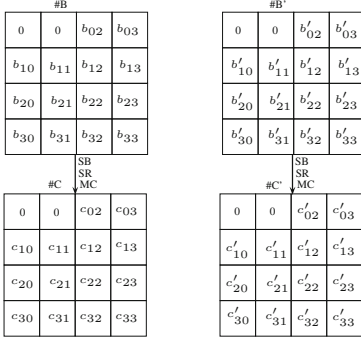 #B #B'
0 0 b₀₂ b₀₃ 0 0 b′₀₂ b′₀₃
b₁₀ b₁₁ b₁₂ b₁₃ b′₁₀ b′₁₁ b′₁₂ b′₁₃
b₂₀ b₂₁ b₂₂ b₂₃ b′₂₀ b′₂₁ b′₂₂ b′₂₃
b₃₀ b₃₁ b₃₂ b₃₃ b′₃₀ b′₃₁ b′₃₂ b′₃₃
SB SB
SR SR
#C MC #C' MC
0 0 c₀₂ c₀₃ 0 0 c′₀₂ c′₀₃
c₁₀ c₁₁ c₁₂ c₁₃ c′₁₀ c′₁₁ c′₁₂ c′₁₃
c₂₀ c₂₁ c₂₂ c₂₃ c′₂₀ c′₂₁ c′₂₂ c′₂₃
c₃₀ c₃₁ c₃₂ c₃₃ c′₃₀ c′₃₁ c′₃₂ c′₃₃